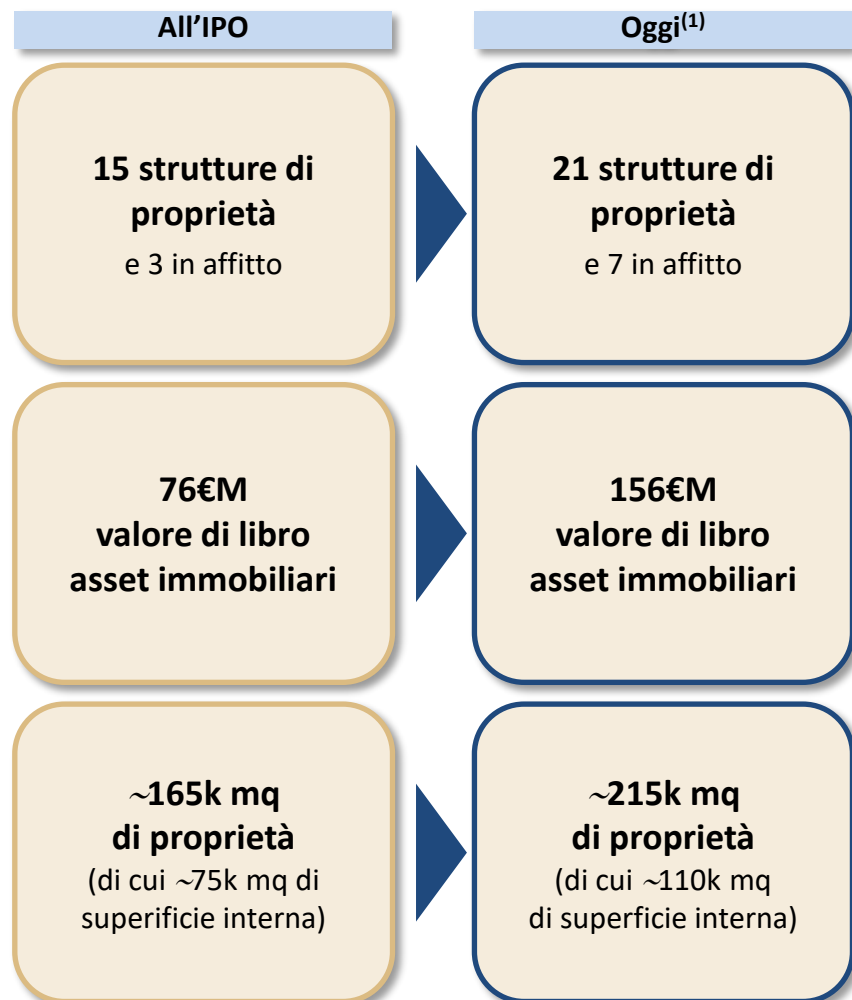 All’IPO
Oggi(1)
15 strutture di
proprietà
e 3 in affitto
21 strutture di
proprietà
e 7 in affitto
76€M
valore di libro
asset immobiliari
156€M
valore di libro
asset immobiliari
~165k mq
di proprietà
(di cui ~75k mq di
superificie interna)
~215k mq
di proprietà
(di cui ~110k mq
di superficie interna)